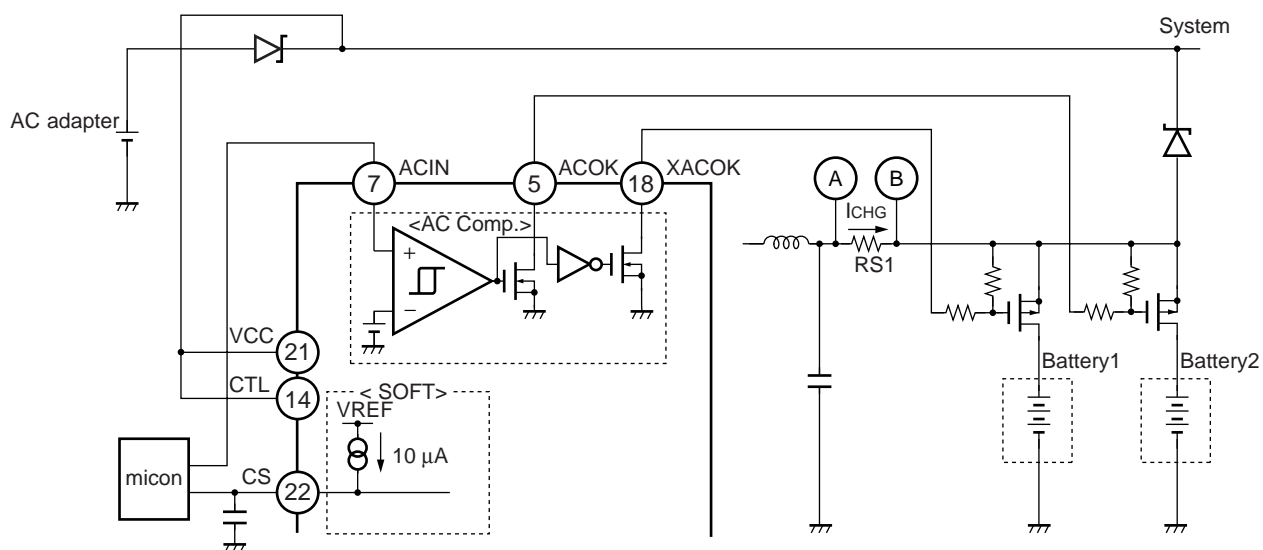 System
AC adapter
7
ACIN
5
ACOK
18
XACOK
A
B
<AC Comp.>
ICHG
RS1
+
−
VCC
21
Battery1
Battery2
CTL
14
< SOFT>
VREF
10 μA
micon
CS
22